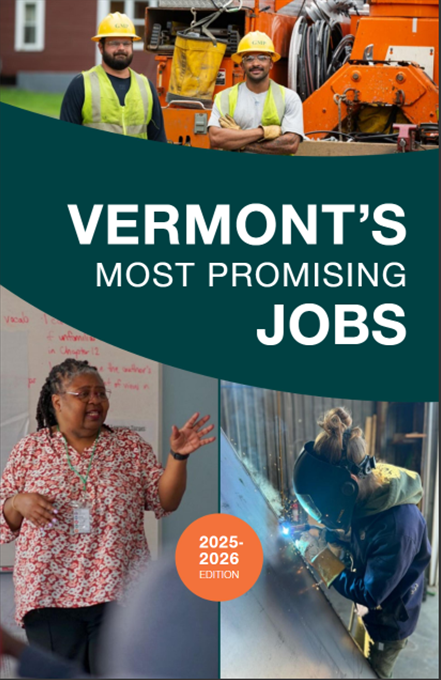 VERMONT'S
MOST PROMISING
JOBS
2025-
2026
EDITION